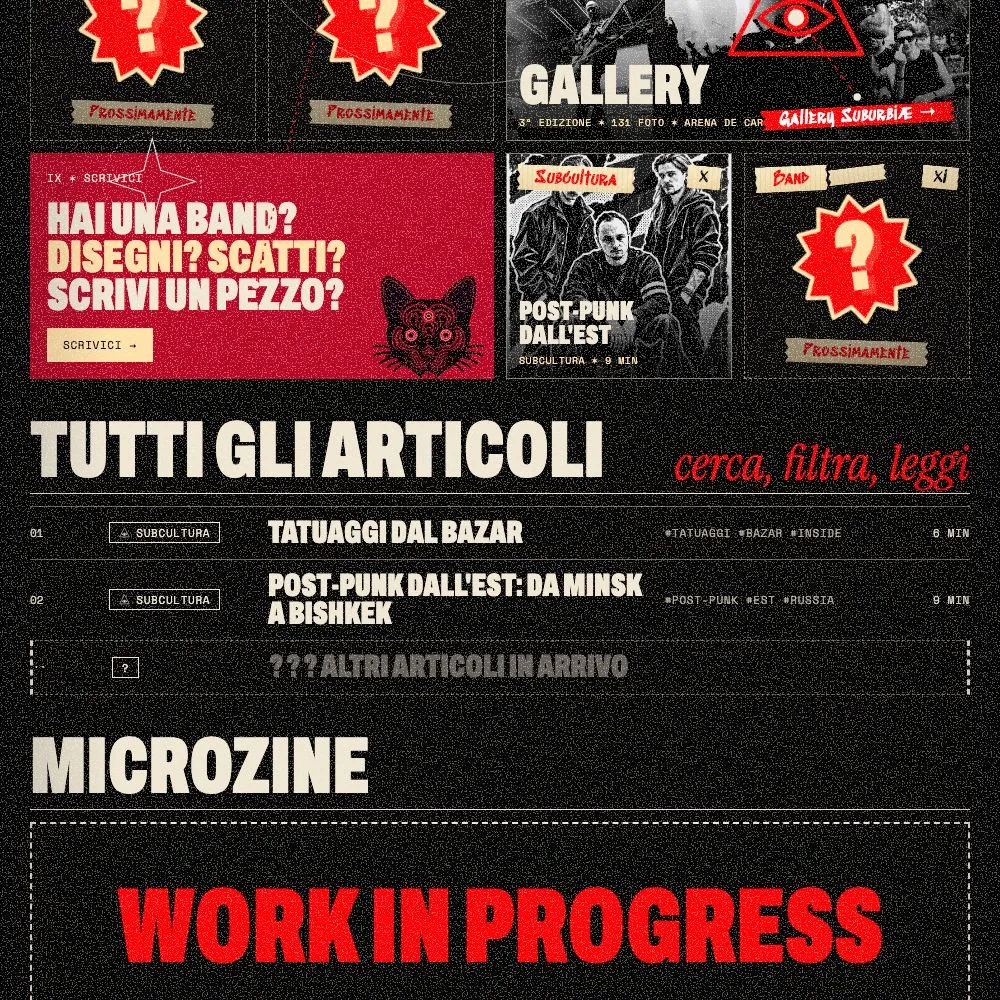 ?
?
PROSSIMAMENTE
PROSSIMAMENTE
GALLERY
3ª EDIZIONE ✶ 131 FOTO ✶ ARENA DE CAR
GALLERY SUBURBIÆ →
IX ✶ SCRIVICI
HAI UNA BAND?
DISEGNI? SCATTI?
SCRIVI UN PEZZO?
SCRIVICI →
SUBCULTURA
X
POST-PUNK
DALL'EST
SUBCULTURA ✶ 9 MIN
BAND
XI
?
PROSSIMAMENTE
TUTTI GLI ARTICOLI
cerca, filtra, leggi
01 SUBCULTURA TATUAGGI DAL BAZAR #TATUAGGI #BAZAR #INSIDE 6 MIN
02 SUBCULTURA POST-PUNK DALL'EST: DA MINSK #POST-PUNK #EST #RUSSIA 9 MIN
A BISHKEK
? ??? ALTRI ARTICOLI IN ARRIVO
MICROZINE
WORK IN PROGRESS